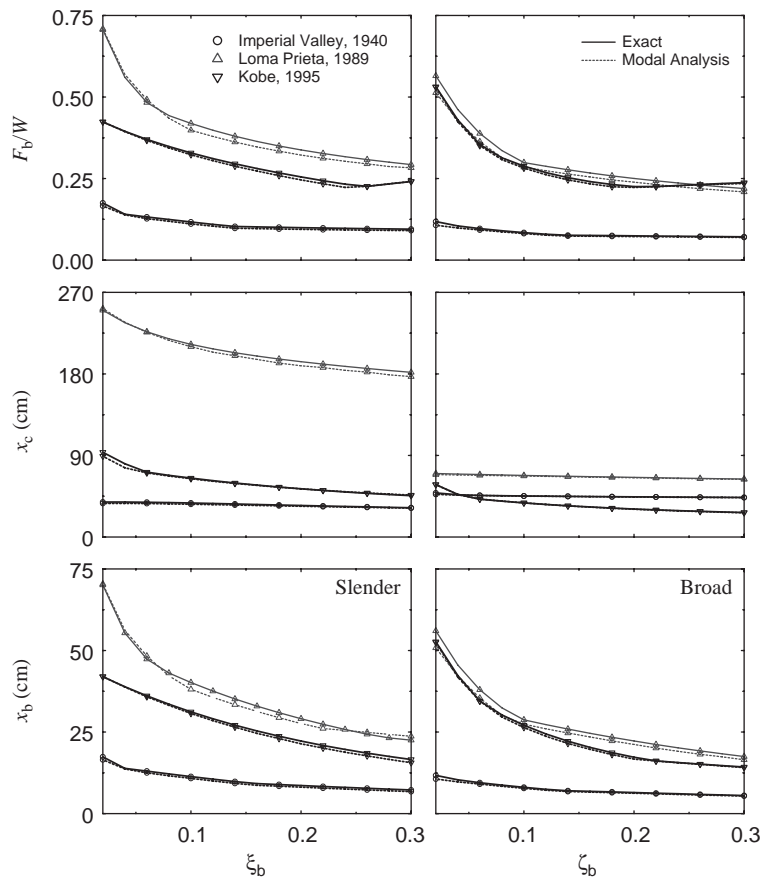 Imperial Valley, 1940
Loma Prieta, 1989
Kobe, 1995
Exact
Modal Analysis
0.75
0.50
0.25
0.00
F_b/W
270
180
90
0
x_c (cm)
Slender
Broad
75
50
25
0
x_b (cm)
0.1 0.2 0.3
0.1 0.2 0.3
ξ_b
ζ_b